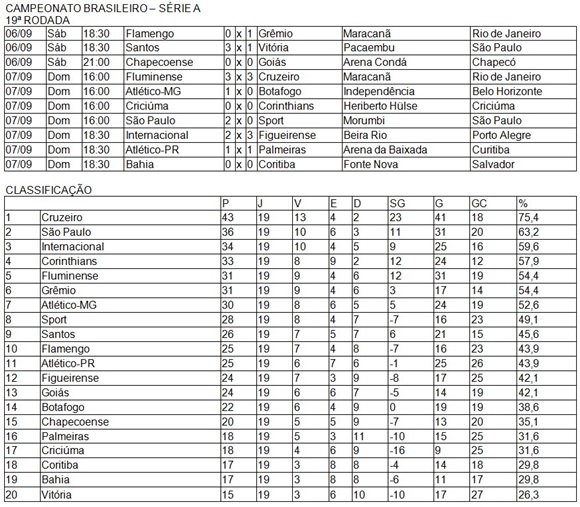 CAMPEONATO BRASILEIRO – SÉRIE A
19ª RODADA
06/09 Sáb 18:30 Flamengo 0 x 1 Grêmio Maracanã Rio de Janeiro
06/09 Sáb 18:30 Santos 3 x 1 Vitória Pacaembu São Paulo
06/09 Sáb 21:00 Chapecoense 0 x 0 Goiás Arena Condá Chapecó
07/09 Dom 16:00 Fluminense 3 x 3 Cruzeiro Maracanã Rio de Janeiro
07/09 Dom 16:00 Atlético-MG 1 x 0 Botafogo Independência Belo Horizonte
07/09 Dom 16:00 Criciúma 0 x 0 Corinthians Heriberto Hülse Criciúma
07/09 Dom 16:00 São Paulo 2 x 0 Sport Morumbi São Paulo
07/09 Dom 18:30 Internacional 2 x 3 Figueirense Beira Rio Porto Alegre
07/09 Dom 18:30 Atlético-PR 1 x 1 Palmeiras Arena da Baixada Curitiba
07/09 Dom 18:30 Bahia 0 x 0 Coritiba Fonte Nova Salvador
CLASSIFICAÇÃO
P J V E D SG G GC %
1 Cruzeiro 43 19 13 4 2 23 41 18 75,4
2 São Paulo 36 19 10 6 3 11 31 20 63,2
3 Internacional 34 19 10 4 5 9 25 16 59,6
4 Corinthians 33 19 8 9 2 12 24 12 57,9
5 Fluminense 31 19 9 4 6 12 31 19 54,4
6 Grêmio 31 19 9 4 6 3 17 14 54,4
7 Atlético-MG 30 19 8 6 5 5 24 19 52,6
8 Sport 28 19 8 4 7 -7 16 23 49,1
9 Santos 26 19 7 5 7 6 21 15 45,6
10 Flamengo 25 19 7 4 8 -7 16 23 43,9
11 Atlético-PR 25 19 6 7 6 -1 25 26 43,9
12 Figueirense 24 19 7 3 9 -8 17 25 42,1
13 Goiás 24 19 6 6 7 -5 14 19 42,1
14 Botafogo 22 19 6 4 9 0 19 19 38,6
15 Chapecoense 20 19 5 5 9 -7 13 20 35,1
16 Palmeiras 18 19 5 3 11 -10 15 25 31,6
17 Criciúma 18 19 4 6 9 -16 9 25 31,6
18 Coritiba 17 19 3 8 8 -4 14 18 29,8
19 Bahia 17 19 3 8 8 -6 11 17 29,8
20 Vitória 15 19 3 6 10 -10 17 27 26,3